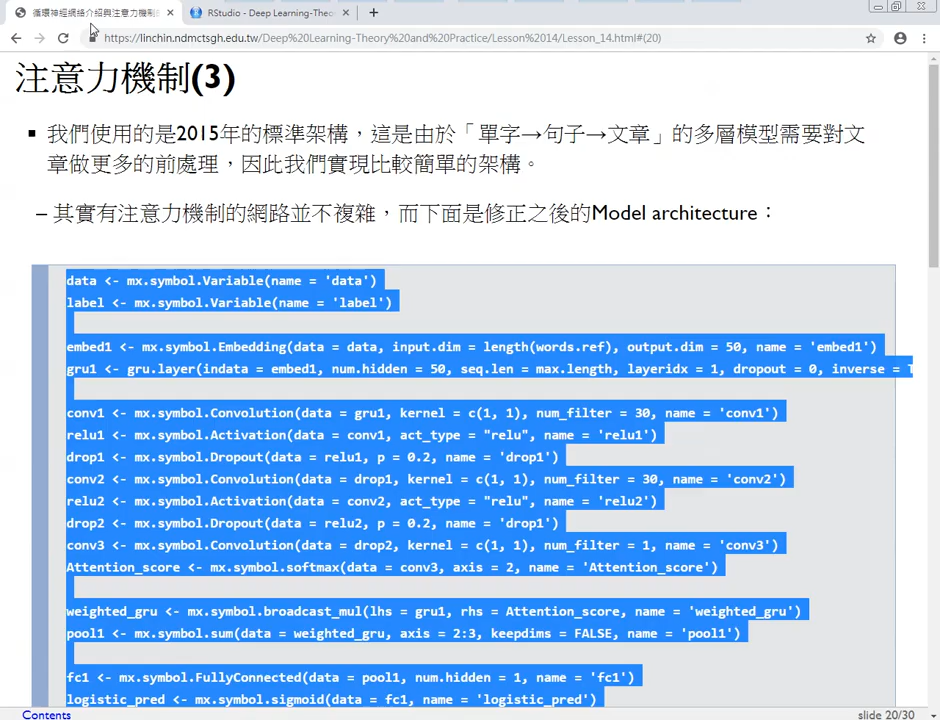 循環神經網絡介紹與注意力機制
RStudio - Deep Learning-Theo
https://linchin.ndmctsgh.edu.tw/Deep%20Learning-Theory%20and%20Practice/Lesson%2014/Lesson_14.html#(20)
注意力機制(3)
我們使用的是2015年的標準架構，這是由於「單字→句子→文章」的多層模型需要對文
章做更多的前處理，因此我們實現比較簡單的架構。
– 其實有注意力機制的網路並不複雜，而下面是修正之後的Model architecture：
data <- mx.symbol.Variable(name = 'data')
label <- mx.symbol.Variable(name = 'label')
embed1 <- mx.symbol.Embedding(data = data, input.dim = length(words.ref), output.dim = 50, name = 'embed1')
gru1 <- gru.layer(indata = embed1, num.hidden = 50, seq.len = max.length, layeridx = 1, dropout = 0, inverse = T
conv1 <- mx.symbol.Convolution(data = gru1, kernel = c(1, 1), num_filter = 30, name = 'conv1')
relu1 <- mx.symbol.Activation(data = conv1, act_type = "relu", name = 'relu1')
drop1 <- mx.symbol.Dropout(data = relu1, p = 0.2, name = 'drop1')
conv2 <- mx.symbol.Convolution(data = drop1, kernel = c(1, 1), num_filter = 30, name = 'conv2')
relu2 <- mx.symbol.Activation(data = conv2, act_type = "relu", name = 'relu2')
drop2 <- mx.symbol.Dropout(data = relu2, p = 0.2, name = 'drop1')
conv3 <- mx.symbol.Convolution(data = drop2, kernel = c(1, 1), num_filter = 1, name = 'conv3')
Attention_score <- mx.symbol.softmax(data = conv3, axis = 2, name = 'Attention_score')
weighted_gru <- mx.symbol.broadcast_mul(lhs = gru1, rhs = Attention_score, name = 'weighted_gru')
pool1 <- mx.symbol.sum(data = weighted_gru, axis = 2:3, keepdims = FALSE, name = 'pool1')
fc1 <- mx.symbol.FullyConnected(data = pool1, num.hidden = 1, name = 'fc1')
logistic_pred <- mx.symbol.sigmoid(data = fc1, name = 'logistic_pred')
Contents
slide 20/30